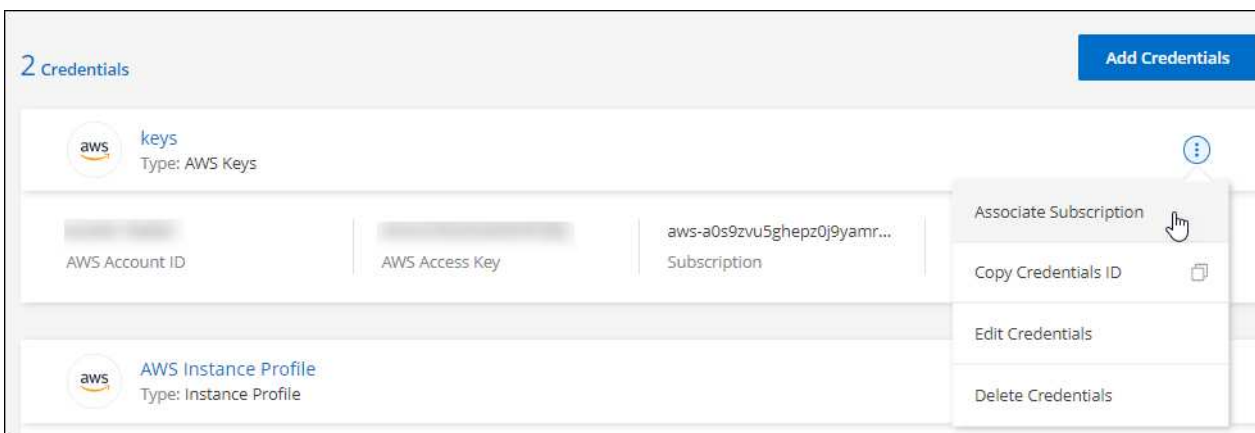 2 Credentials
Add Credentials
aws
keys
Type: AWS Keys
Associate Subscription
aws-a0s9zvu5ghepz0j9yamr...
AWS Account ID
AWS Access Key
Subscription
Copy Credentials ID
Edit Credentials
aws
AWS Instance Profile
Type: Instance Profile
Delete Credentials